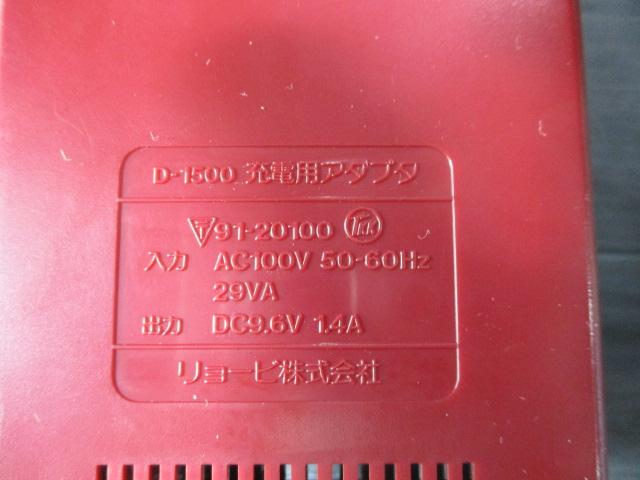 D-1500 充電用アダプタ
91-20100
入力 AC100V 50-60Hz
29VA
出力 DC9.6V 1.4A
リョービ株式会社